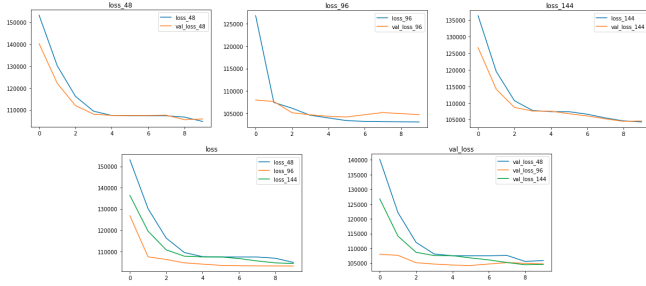 loss_48
150000
140000
130000
120000
110000
loss_48
val_loss_48
0 2 4 6 8
loss_96
125000
120000
115000
110000
105000
loss_96
val_loss_96
0 2 4 6 8
loss_144
135000
130000
125000
120000
115000
110000
105000
loss_144
val_loss_144
0 2 4 6 8
loss
150000
140000
130000
120000
110000
loss_48
loss_96
loss_144
0 2 4 6 8
val_loss
140000
135000
130000
125000
120000
115000
110000
105000
val_loss_48
val_loss_96
val_loss_144
0 2 4 6 8